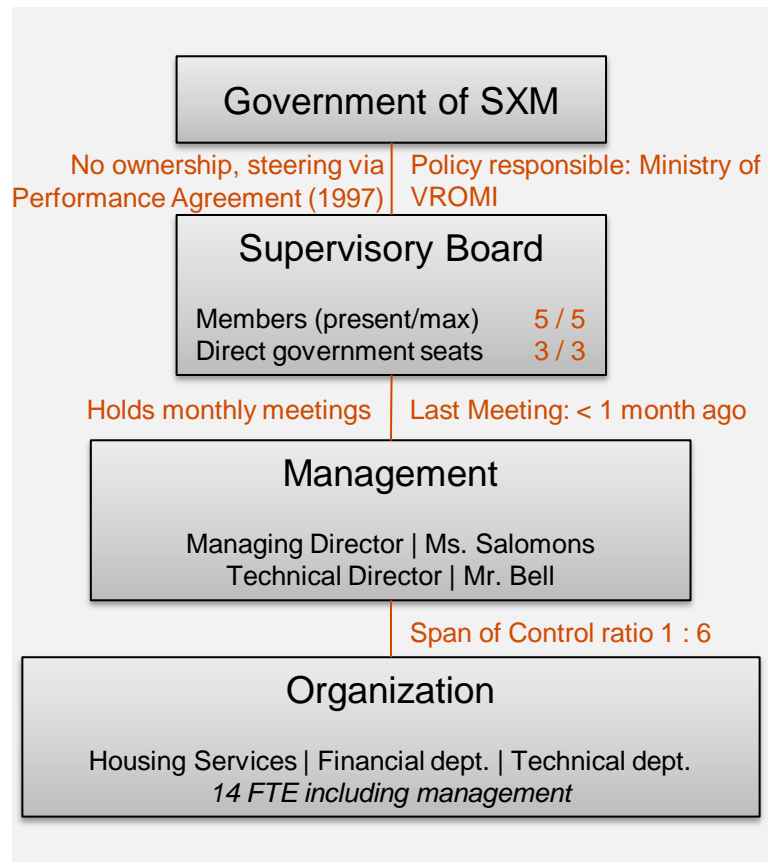 Government of SXM
No ownership, steering via
Performance Agreement (1997)
Policy responsible: Ministry of
VROMI
Supervisory Board
Members (present/max) 5 / 5
Direct government seats 3 / 3
Holds monthly meetings
Last Meeting: < 1 month ago
Management
Managing Director | Ms. Salomons
Technical Director | Mr. Bell
Span of Control ratio 1 : 6
Organization
Housing Services | Financial dept. | Technical dept.
14 FTE including management